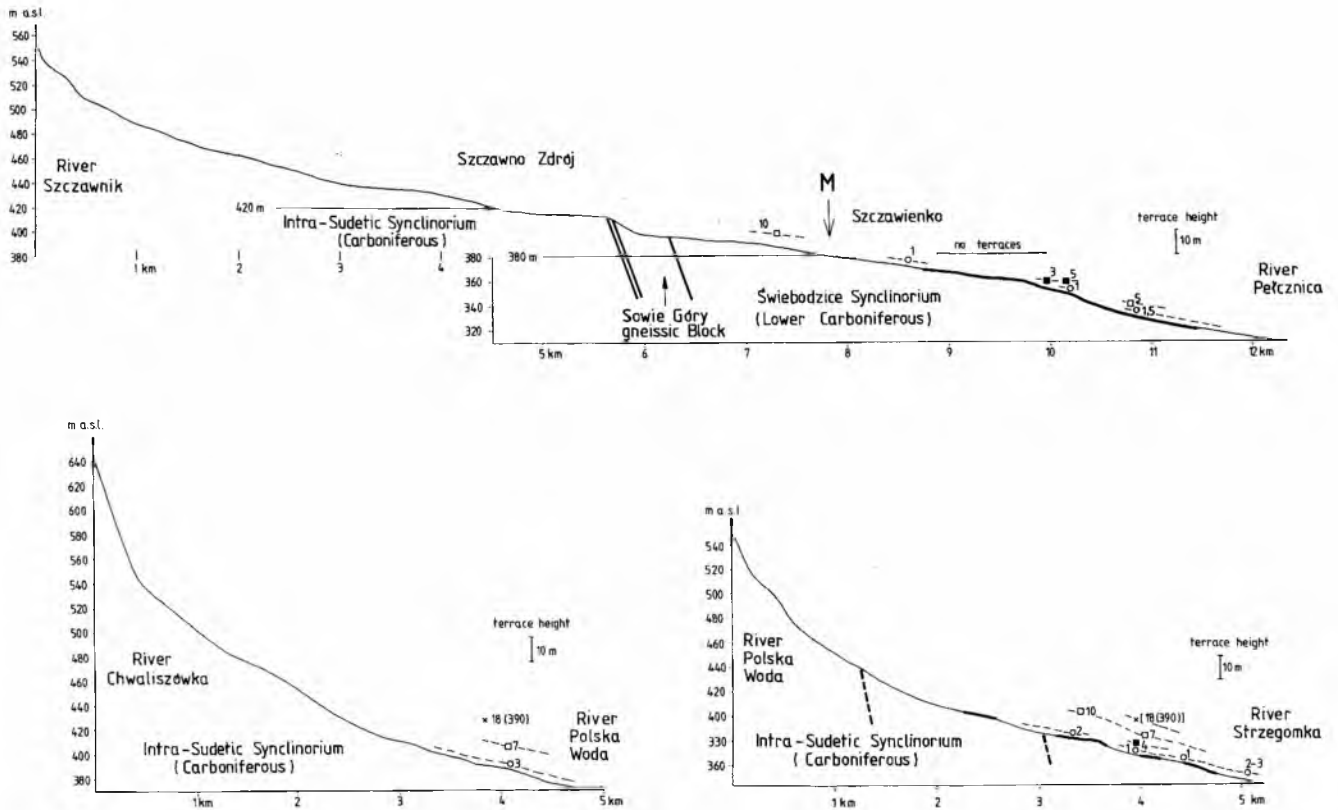 m a.s.l.
560
540
520
500
480
460
440
420
400
380
River
Szczawnik
1 km
2
3
4
420 m
Intra-Sudetic Synclinorium
(Carboniferous)
Szczawno Zdrój
380
360
340
320
380 m
Sowie Góry
gneissic Block
10
M
Szczawienko
1
no terraces
3
5
1
5
1,5
terrace height
10 m
River
Pełcznica
Świebodzice Synclinorium
(Lower Carboniferous)
5 km
6
7
8
9
10
11
12 km
m a.s.l.
640
620
600
580
560
540
520
500
480
460
440
420
400
380
River
Chwaliszówka
Intra-Sudetic Synclinorium
(Carboniferous)
terrace height
10 m
× 18 (390)
7
3
River
Polska
Woda
1km
2
3
4
5 km
m a.s.l
540
520
500
480
460
440
420
400
380
360
River
Polska
Woda
Intra-Sudetic Synclinorium
(Carboniferous)
terrace height
10 m
10
×[18(390)]
2
7
4
1
1
2-3
River
Strzegomka
1 km
2
3
4
5 km